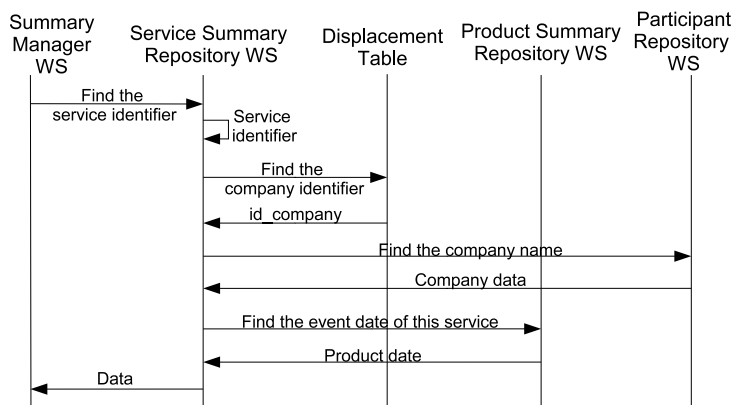 Summary
Manager
WS
Service Summary
Repository WS
Displacement
Table
Product Summary
Repository WS
Participant
Repository
WS
Find the
service identifier
Service
identifier
Find the
company identifier
id_company
Find the company name
Company data
Find the event date of this service
Product date
Data